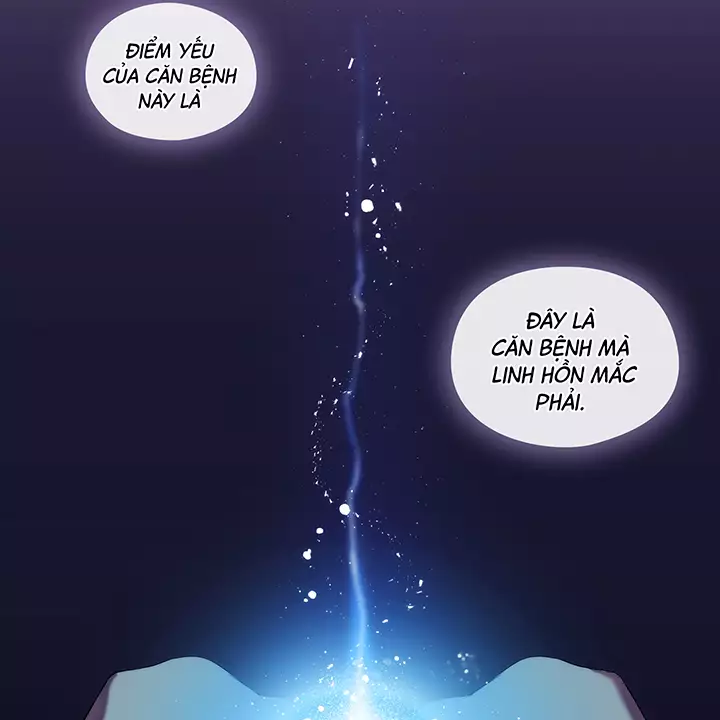 ĐIỂM YẾU
CỦA CĂN BỆNH
NÀY LÀ
ĐÂY LÀ
CĂN BỆNH MÀ
LINH HỒN MẮC
PHẢI.